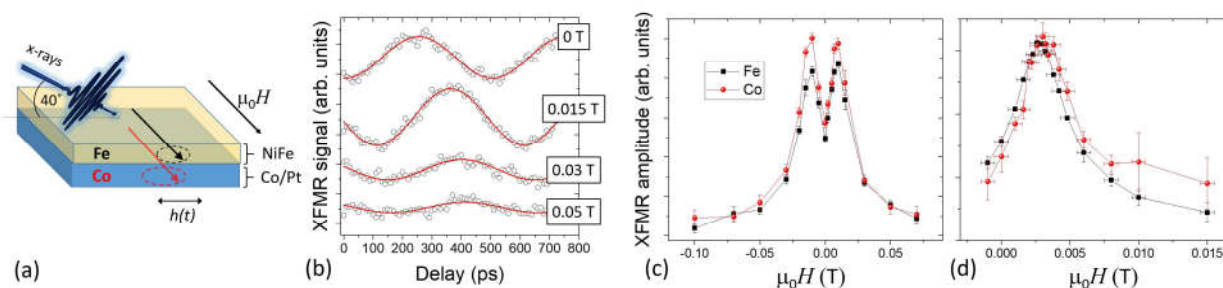 x-rays
40°
μ₀H
Fe
Co
NiFe
Co/Pt
h(t)
(a)
XFMR signal (arb. units)
0 T
0.015 T
0.03 T
0.05 T
0 100 200 300 400 500 600 700 800
Delay (ps)
(b)
XFMR amplitude (arb. units)
Fe
Co
-0.10 -0.05 0.00 0.05
μ₀H (T)
(c)
0.000 0.005 0.010 0.015
μ₀H (T)
(d)